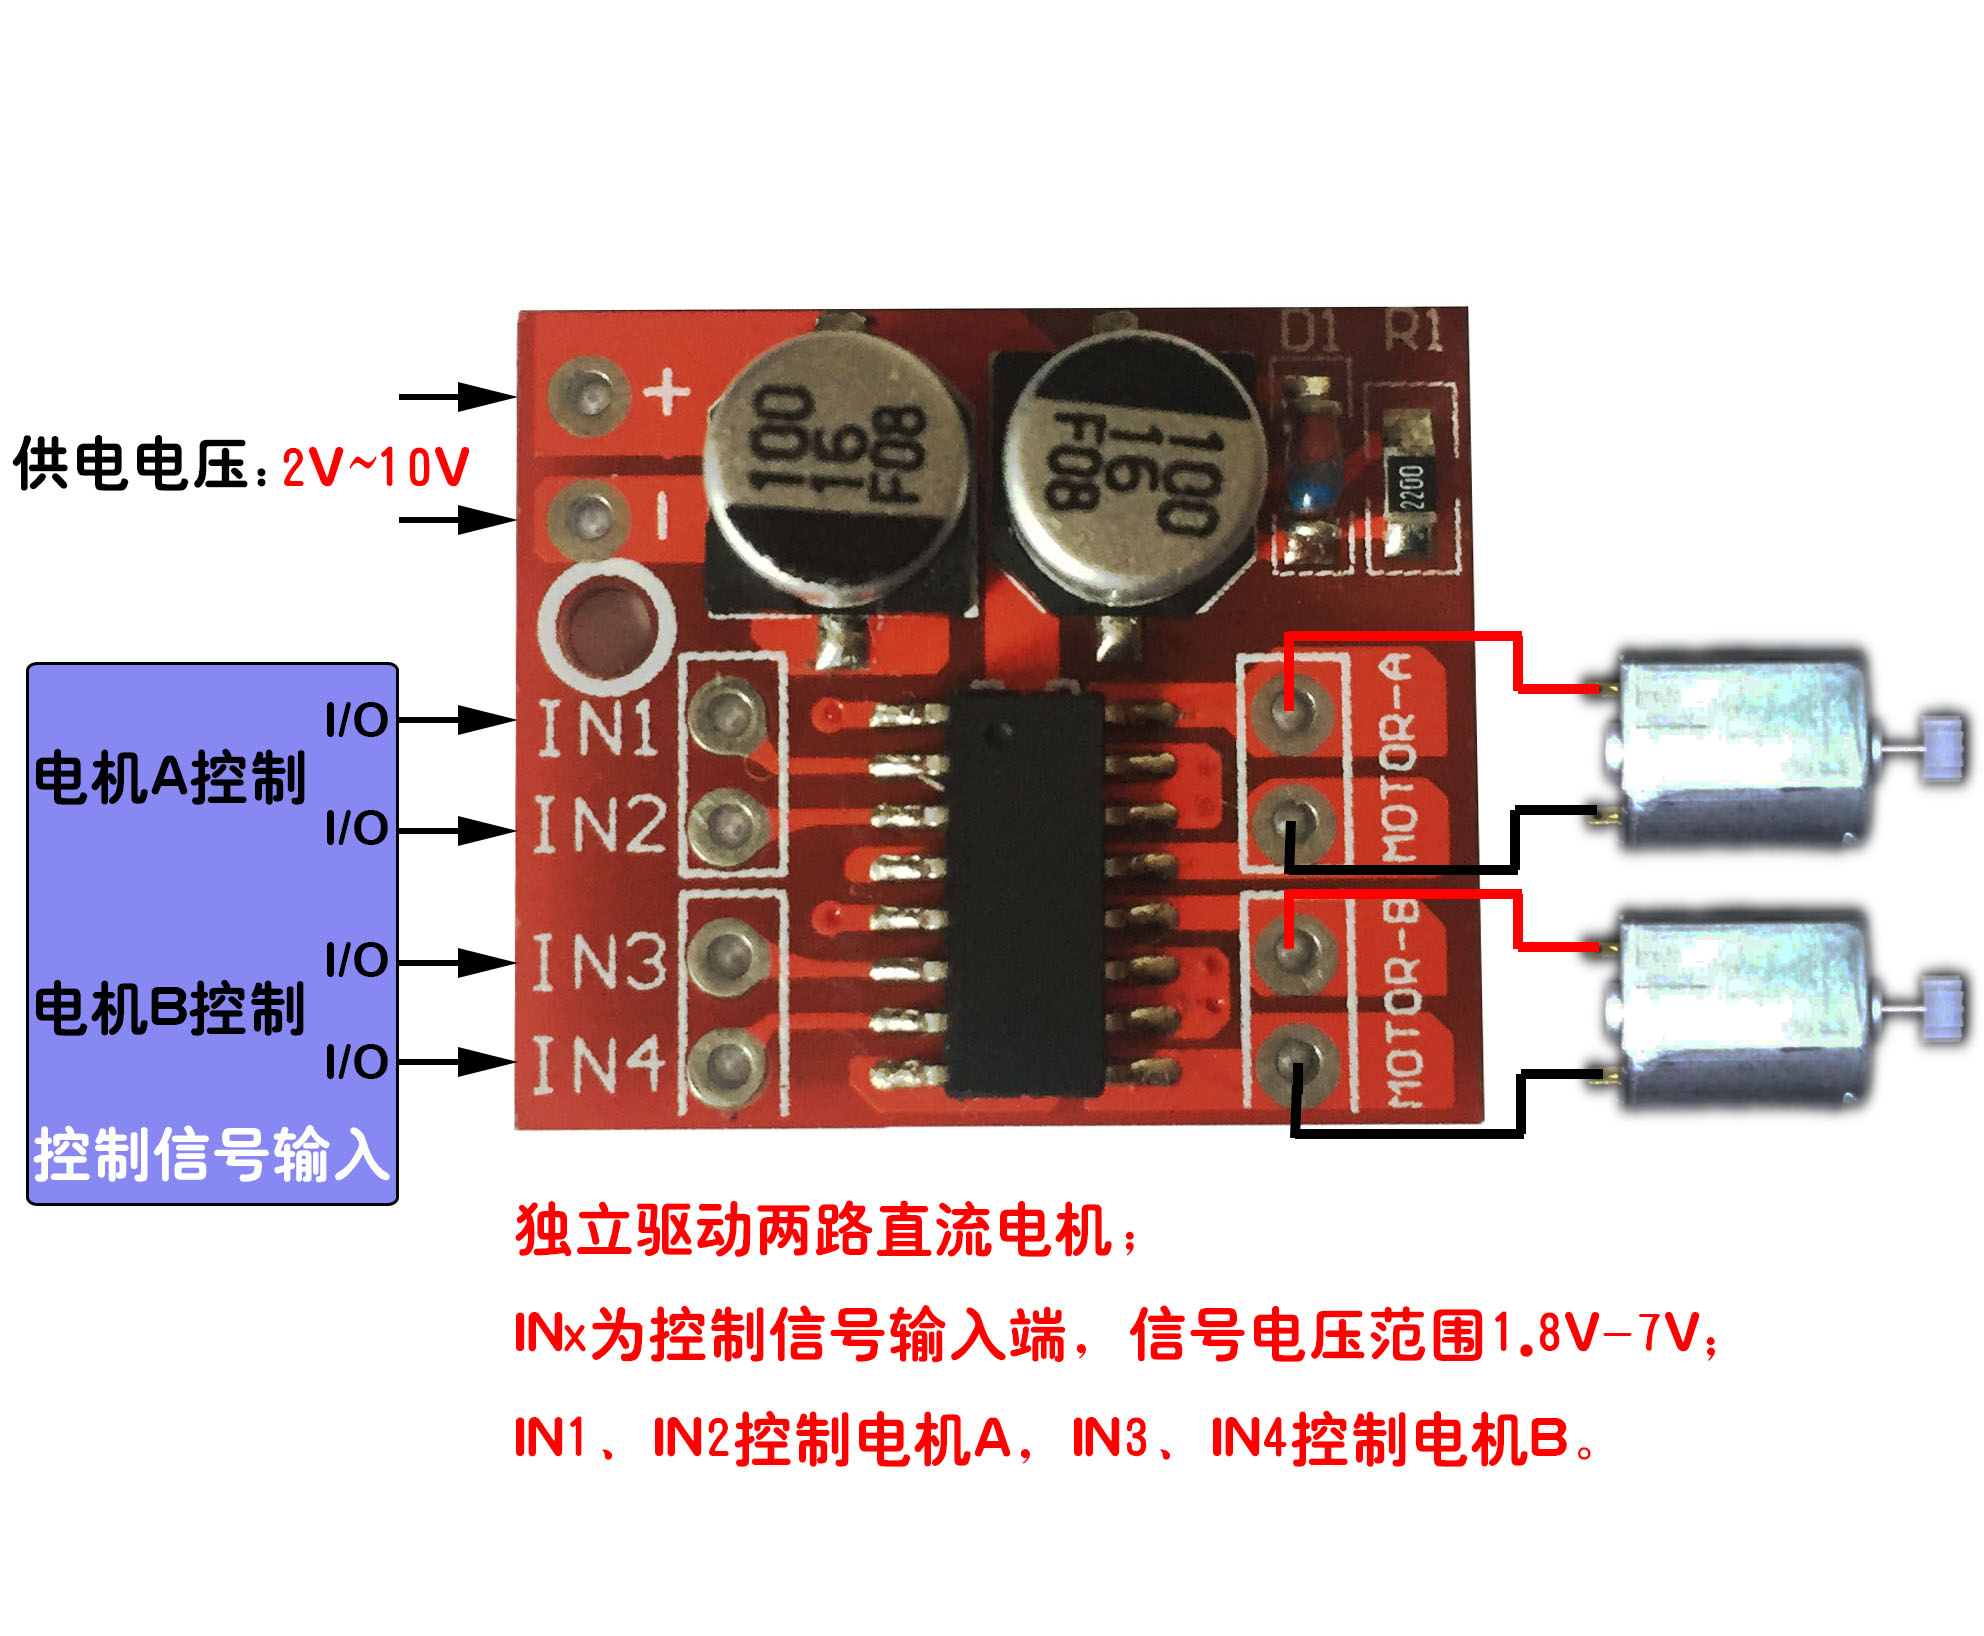 D1 R1
+
100
16
F08
100
16
F08
2200
供电电压：2V~10V
-
I/O
IN1
电机A控制
I/O
IN2
MOTOR-A
I/O
IN3
电机B控制
I/O
IN4
MOTOR-B
控制信号输入
独立驱动两路直流电机；
INx为控制信号输入端，信号电压范围1.8V-7V；
IN1、IN2控制电机A，IN3、IN4控制电机B。